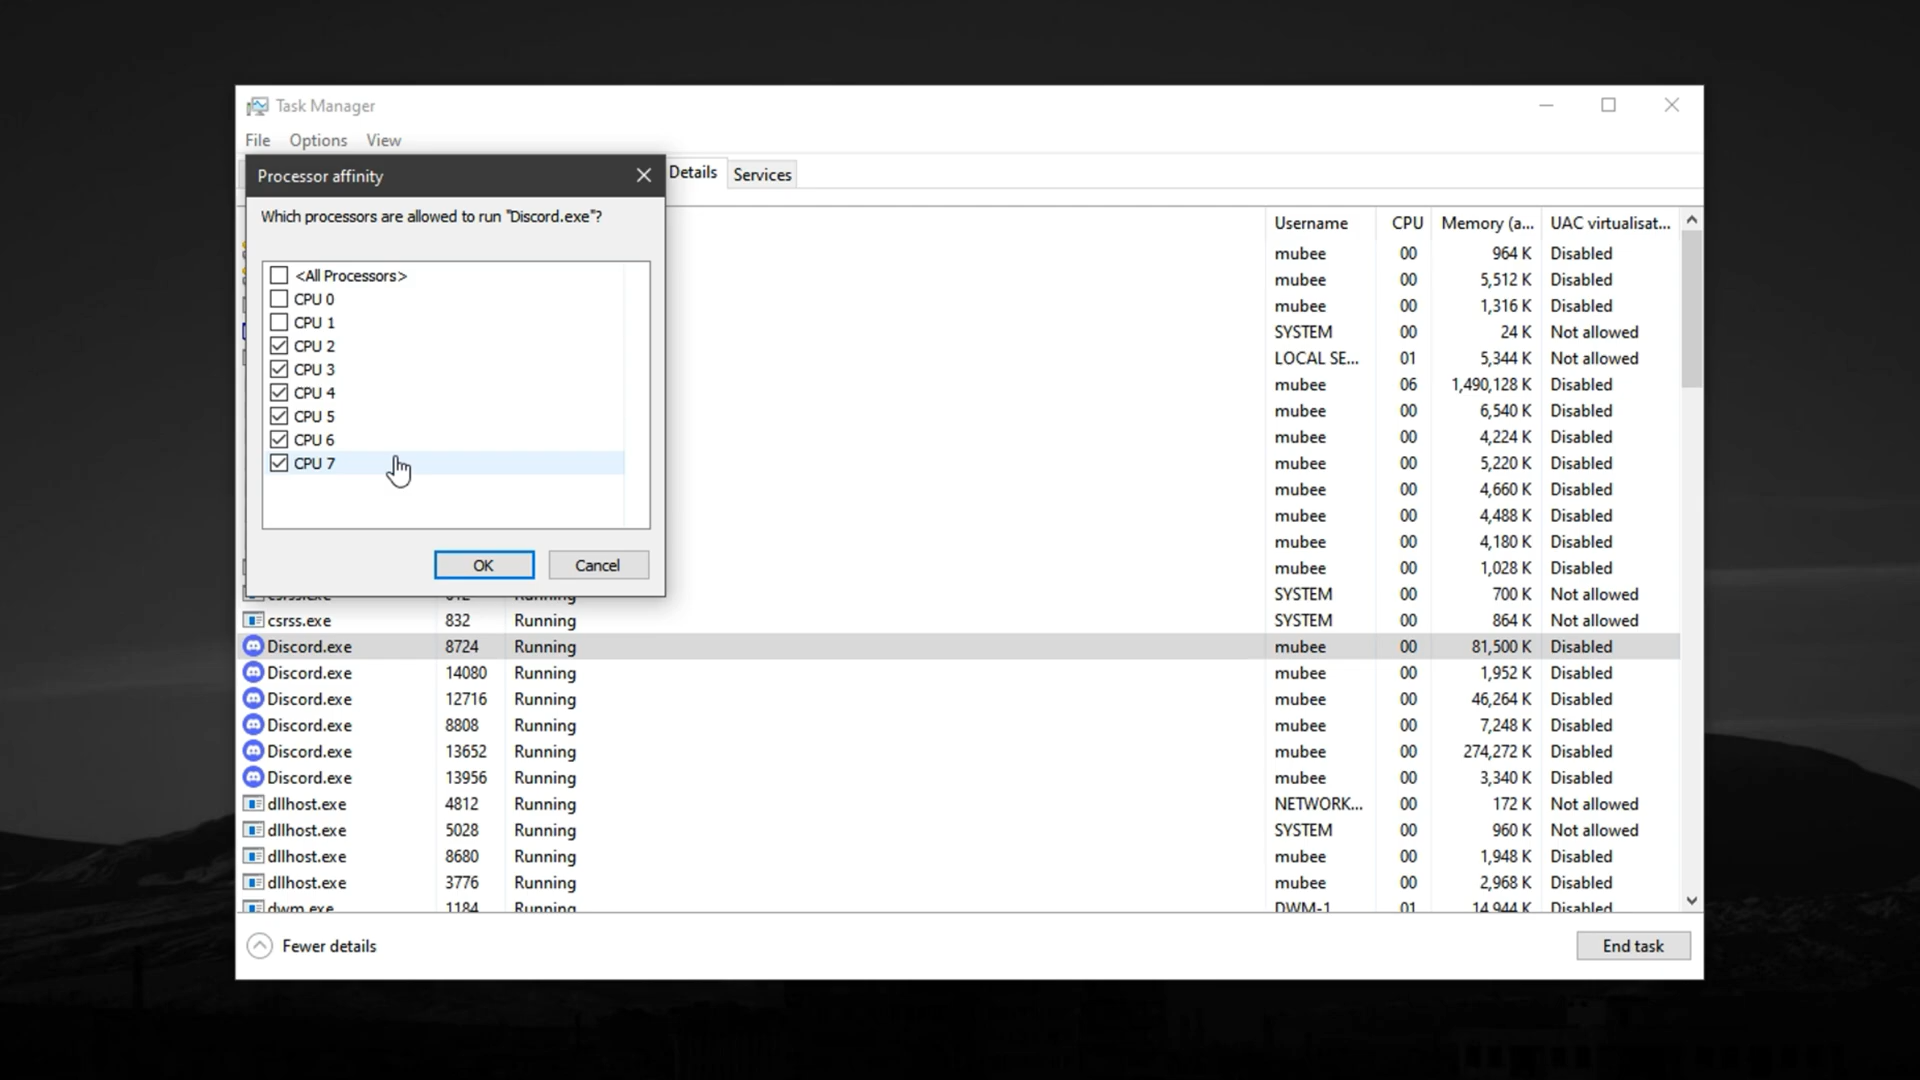 Task Manager
File Options View
Processor affinity
Details Services
Which processors are allowed to run "Discord.exe"?
Username CPU Memory (a... UAC virtualisat...
<All Processors>
CPU 0
CPU 1
CPU 2
CPU 3
CPU 4
CPU 5
CPU 6
CPU 7
OK Cancel
mubee 00 964 K Disabled
mubee 00 5,512 K Disabled
mubee 00 1,316 K Disabled
SYSTEM 00 24 K Not allowed
LOCAL SE... 01 5,344 K Not allowed
mubee 06 1,490,128 K Disabled
mubee 00 6,540 K Disabled
mubee 00 4,224 K Disabled
mubee 00 5,220 K Disabled
mubee 00 4,660 K Disabled
mubee 00 4,488 K Disabled
mubee 00 4,180 K Disabled
mubee 00 1,028 K Disabled
SYSTEM 00 700 K Not allowed
csrss.exe 832 Running SYSTEM 00 864 K Not allowed
Discord.exe 8724 Running mubee 00 81,500 K Disabled
Discord.exe 14080 Running mubee 00 1,952 K Disabled
Discord.exe 12716 Running mubee 00 46,264 K Disabled
Discord.exe 8808 Running mubee 00 7,248 K Disabled
Discord.exe 13652 Running mubee 00 274,272 K Disabled
Discord.exe 13956 Running mubee 00 3,340 K Disabled
dllhost.exe 4812 Running NETWORK... 00 172 K Not allowed
dllhost.exe 5028 Running SYSTEM 00 960 K Not allowed
dllhost.exe 8680 Running mubee 00 1,948 K Disabled
dllhost.exe 3776 Running mubee 00 2,968 K Disabled
dwm.exe 1184 Running DWM-1 01 14,944 K Disabled
Fewer details End task